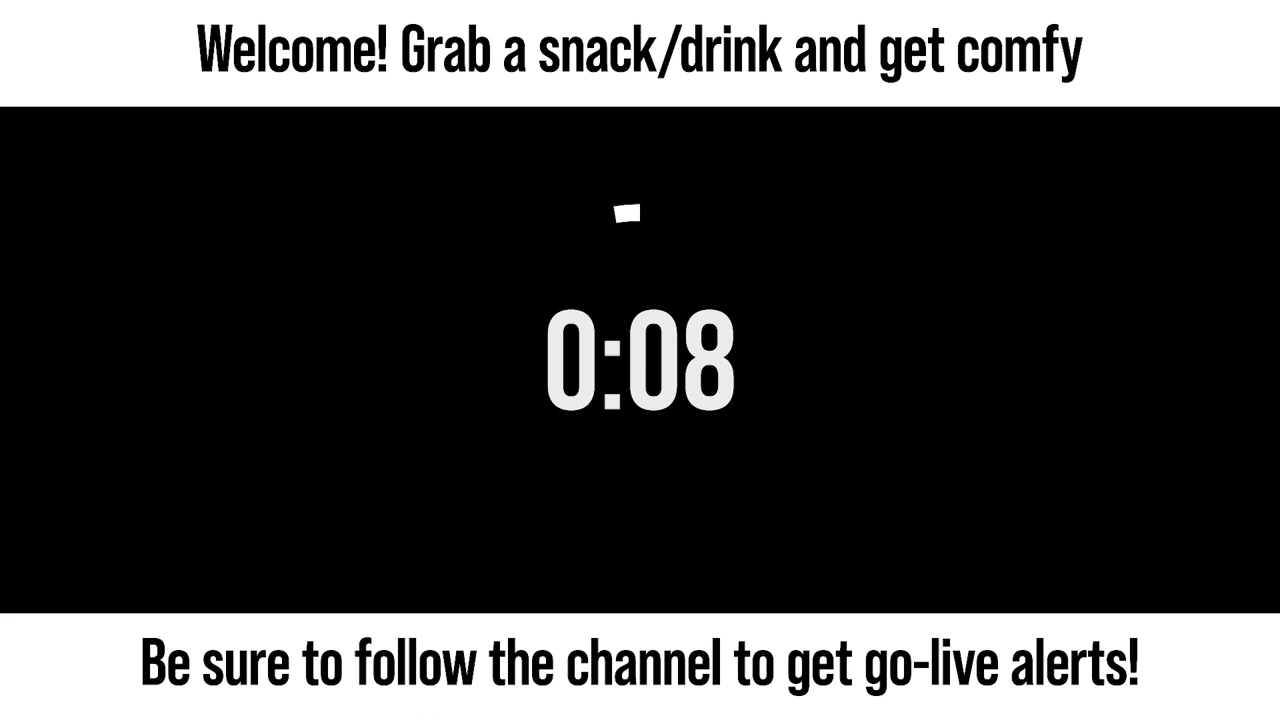 Welcome! Grab a snack/drink and get comfy
0:08
Be sure to follow the channel to get go-live alerts!